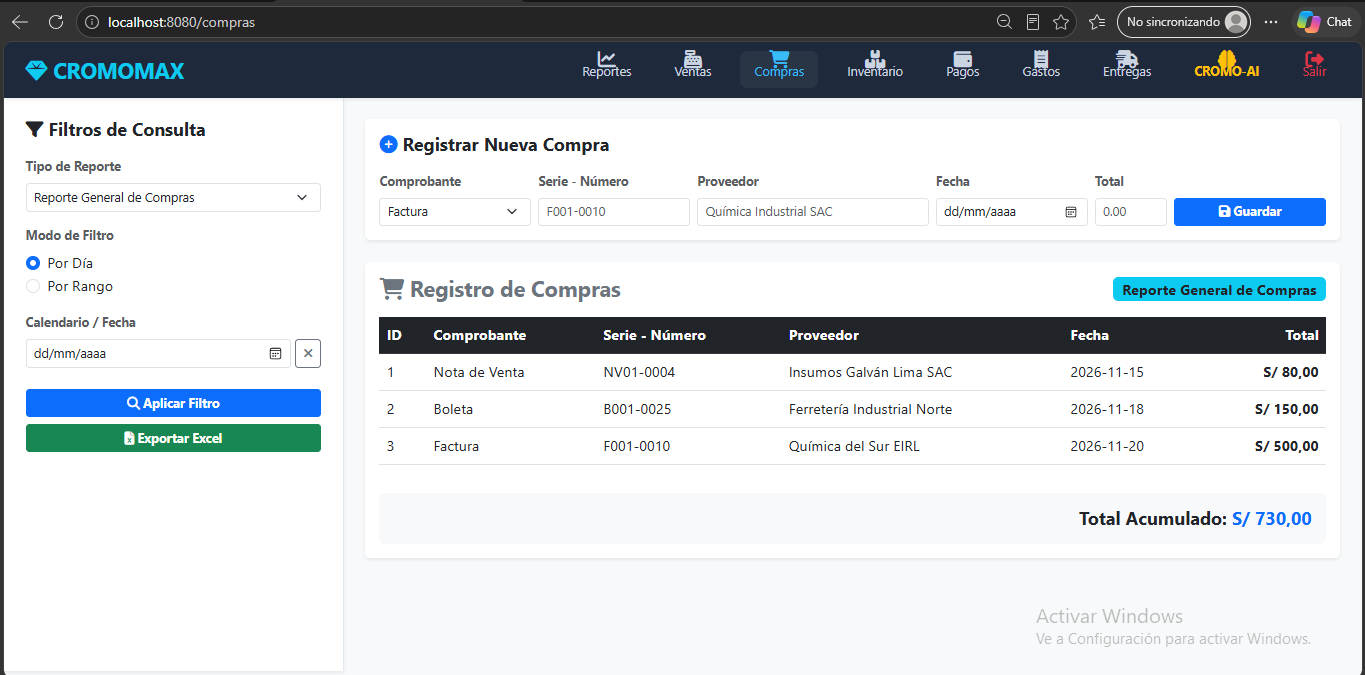 localhost:8080/compras
No sincronizando
Chat
CROMOMAX
Reportes
Ventas
Compras
Inventario
Pagos
Gastos
Entregas
CROMO-AI
Salir
Filtros de Consulta
Tipo de Reporte
Reporte General de Compras
Modo de Filtro
Por Día
Por Rango
Calendario / Fecha
dd/mm/aaaa
Aplicar Filtro
Exportar Excel
Registrar Nueva Compra
Comprobante Serie - Número Proveedor Fecha Total
Factura F001-0010 Química Industrial SAC dd/mm/aaaa 0.00 Guardar
Registro de Compras
Reporte General de Compras
ID Comprobante Serie - Número Proveedor Fecha Total
1 Nota de Venta NV01-0004 Insumos Galván Lima SAC 2026-11-15 S/ 80,00
2 Boleta B001-0025 Ferretería Industrial Norte 2026-11-18 S/ 150,00
3 Factura F001-0010 Química del Sur EIRL 2026-11-20 S/ 500,00
Total Acumulado: S/ 730,00
Activar Windows
Ve a Configuración para activar Windows.